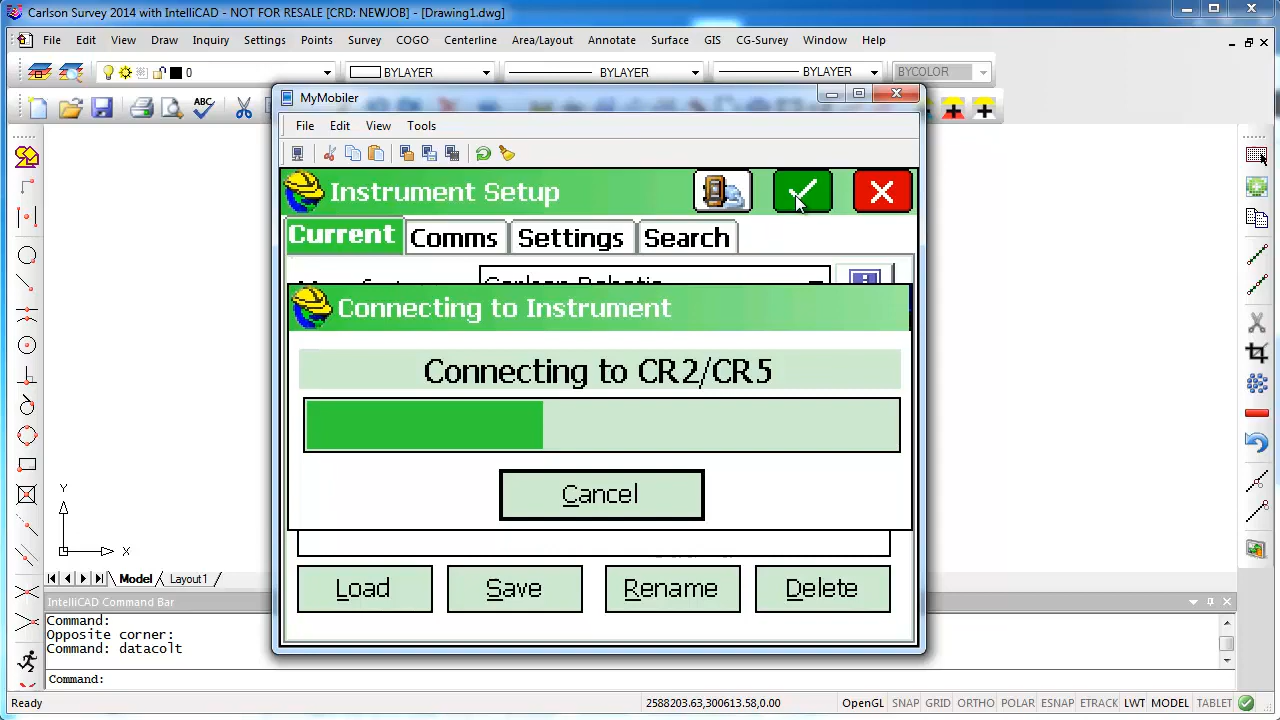 Carlson Survey 2014 with IntelliCAD - NOT FOR RESALE [CRD: NEWJOB] - [Drawing1.dwg]
File Edit View Draw Inquiry Settings Points Survey COGO Centerline Area/Layout Annotate Surface GIS CG-Survey Window Help
0 BYLAYER BYLAYER BYLAYER BYCOLOR
ABC
MyMobiler
File Edit View Tools
Instrument Setup
Current Comms Settings Search
Carlson Robotic
Connecting to Instrument
Connecting to CR2/CR5
Cancel
Load Save Rename Delete
Y
X
Model Layout1
IntelliCAD Command Bar
Command:
Opposite corner:
Command: datacolt
Command:
Ready 2588203.63,300613.58,0.00 OpenGL SNAP GRID ORTHO POLAR ESNAP ETRACK LWT MODEL TABLET